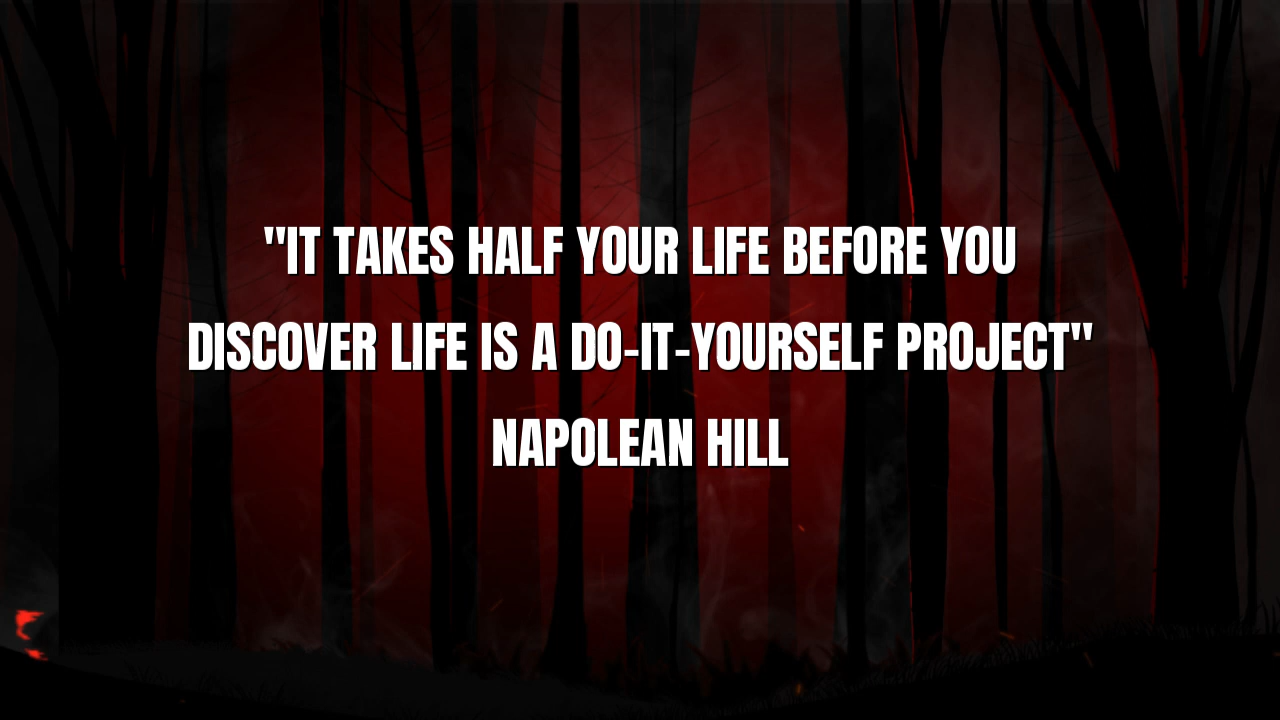 "IT TAKES HALF YOUR LIFE BEFORE YOU
DISCOVER LIFE IS A DO-IT-YOURSELF PROJECT"
NAPOLEAN HILL